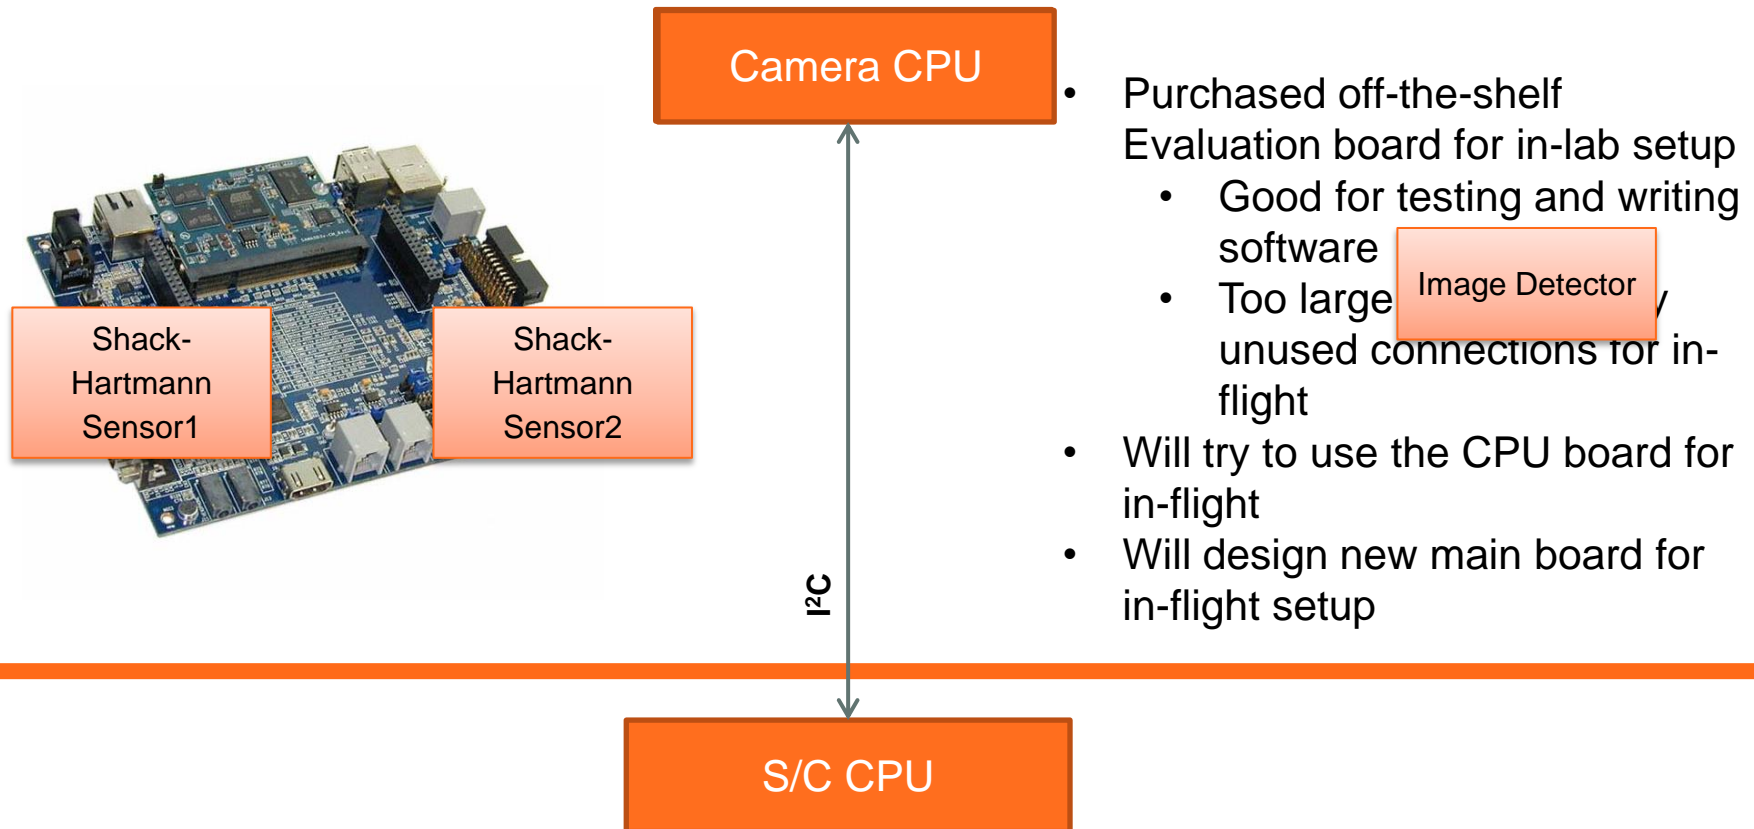 Camera CPU
• Purchased off-the-shelf
Evaluation board for in-lab setup
• Good for testing and writing
software
Image Detector
• Too large
unused connections for in-
flight
• Will try to use the CPU board for
in-flight
• Will design new main board for
in-flight setup
Shack-
Hartmann
Sensor1
Shack-
Hartmann
Sensor2
I²C
S/C CPU